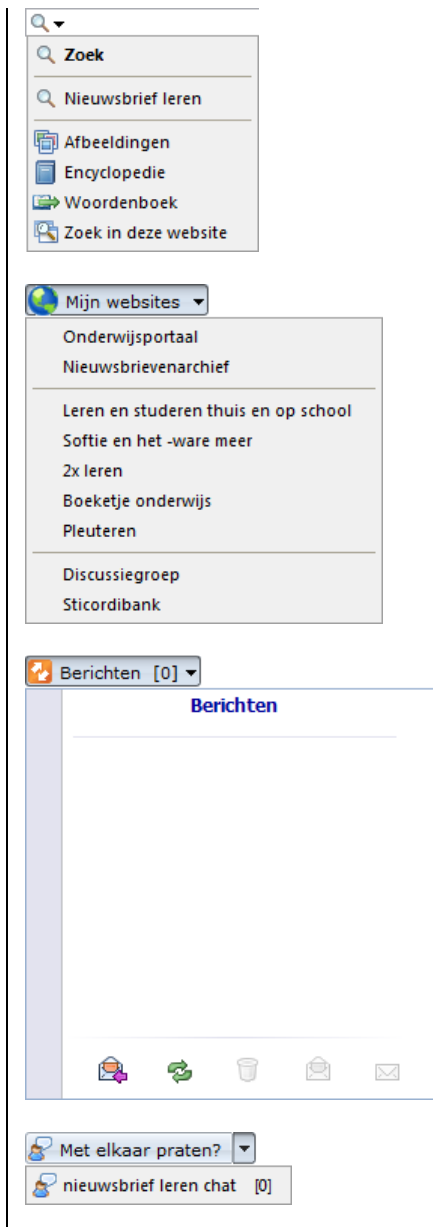 Zoek
Nieuwsbrief leren
Afbeeldingen
Encyclopedie
Woordenboek
Zoek in deze website
Mijn websites
Onderwijsportaal
Nieuwsbrievenarchief
Leren en studeren thuis en op school
Softie en het -ware meer
2x leren
Boeketje onderwijs
Pleuteren
Discussiegroep
Sticordibank
Berichten [0]
Berichten
Met elkaar praten?
nieuwsbrief leren chat [0]